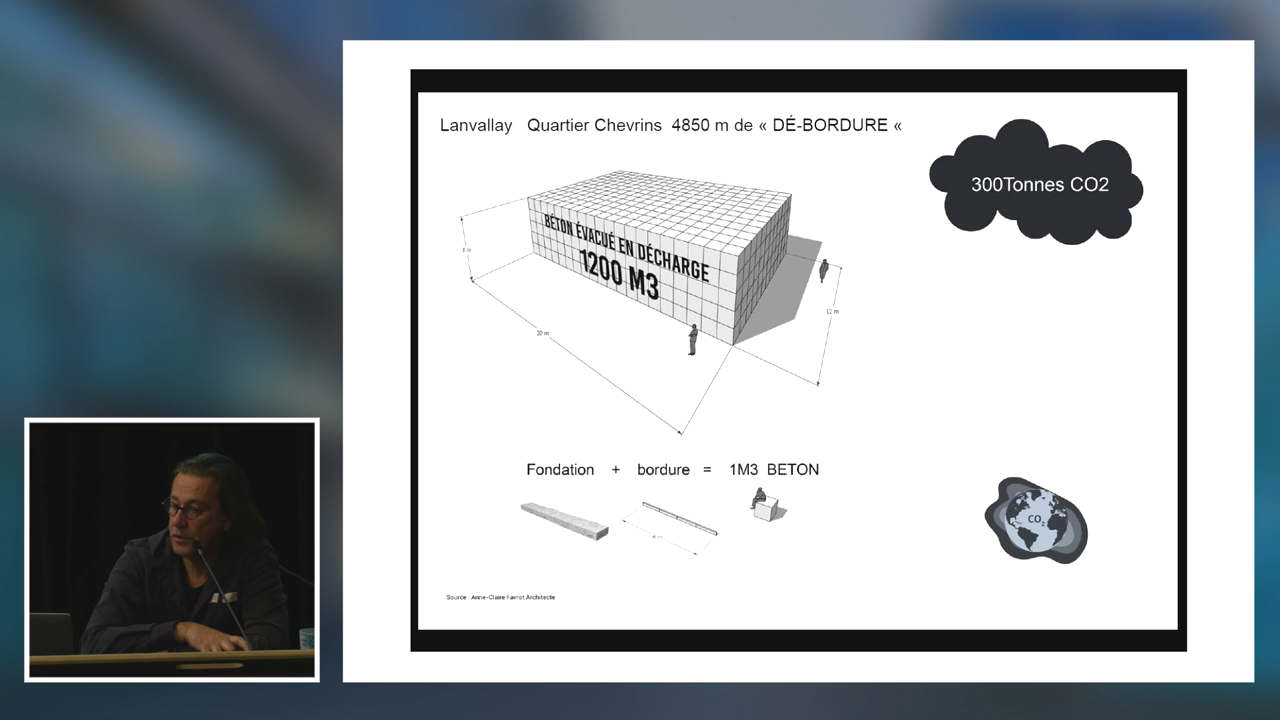 Lanvallay Quartier Chevrins 4850 m de « DÉ-BORDURE «
300Tonnes CO2
BÉTON ÉVACUÉ EN DÉCHARGE
1200 M3
20 m
12 m
Fondation + bordure = 1M3 BETON
CO2
Source : Anne-Claire Favrot Architecte